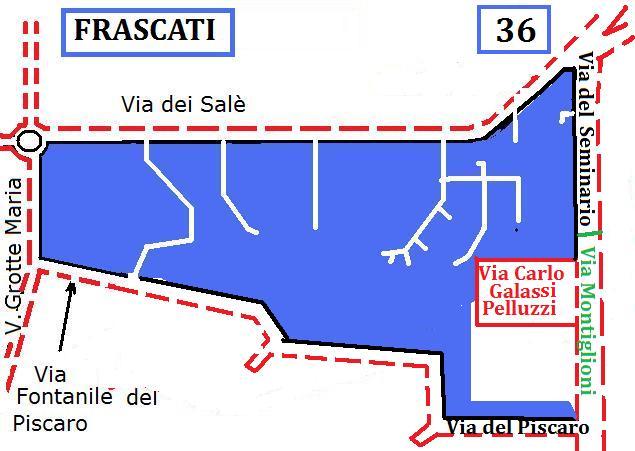 FRASCATI
36
Via dei Salè
Via del Seminario
V. Grotte Maria
Via Carlo
Galassi
Pelluzzi
Via Montiglioni
Via
Fontanile del
Piscaro
Via del Piscaro